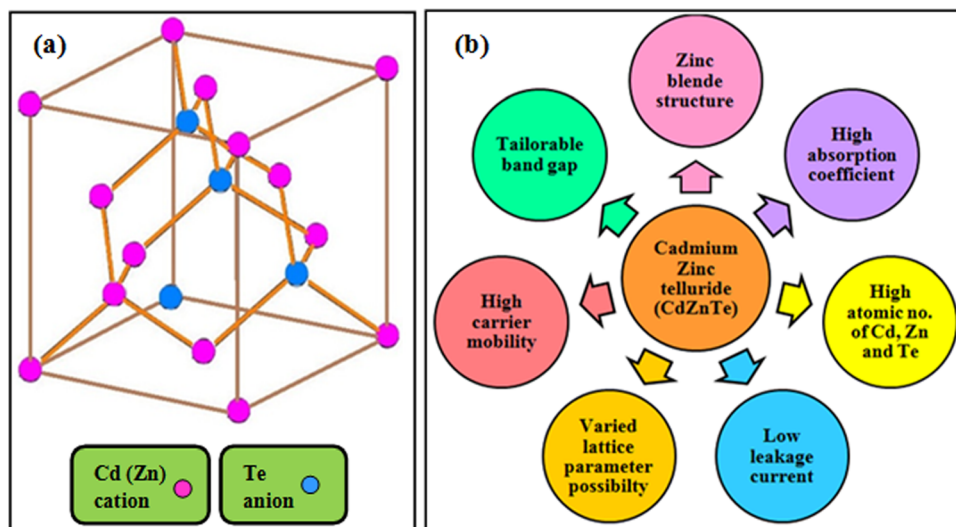 (a)
Cd (Zn)
cation
Te
anion
(b)
Zinc
blende
structure
Tailorable
band gap
High
absorption
coefficient
Cadmium
Zinc
telluride
(CdZnTe)
High
carrier
mobility
High
atomic no.
of Cd, Zn
and Te
Varied
lattice
parameter
possibilty
Low
leakage
current